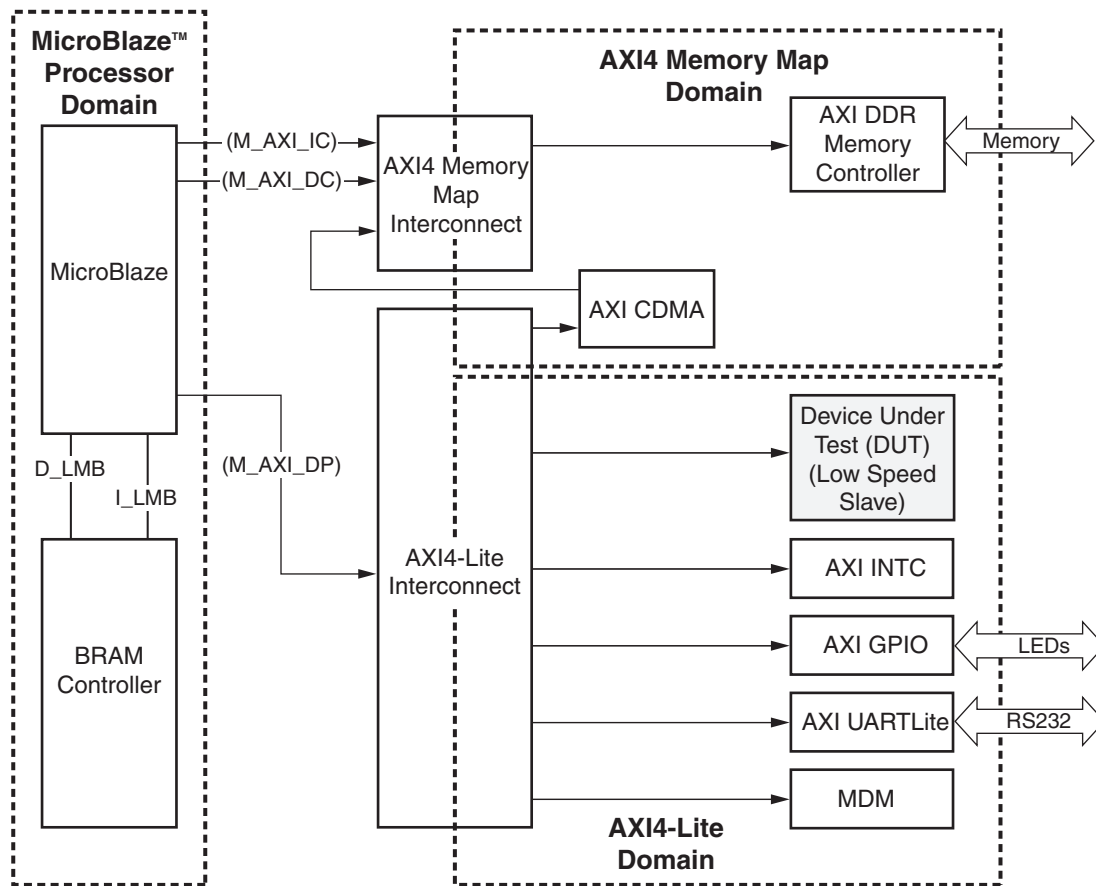 MicroBlaze™
Processor
Domain
AXI4 Memory Map
Domain
(M_AXI_IC)
(M_AXI_DC)
AXI4 Memory
Map
Interconnect
AXI DDR
Memory
Controller
Memory
MicroBlaze
AXI CDMA
D_LMB
I_LMB
(M_AXI_DP)
Device Under
Test (DUT)
(Low Speed
Slave)
AXI4-Lite
Interconnect
AXI INTC
BRAM
Controller
AXI GPIO
LEDs
AXI UARTLite
RS232
MDM
AXI4-Lite
Domain